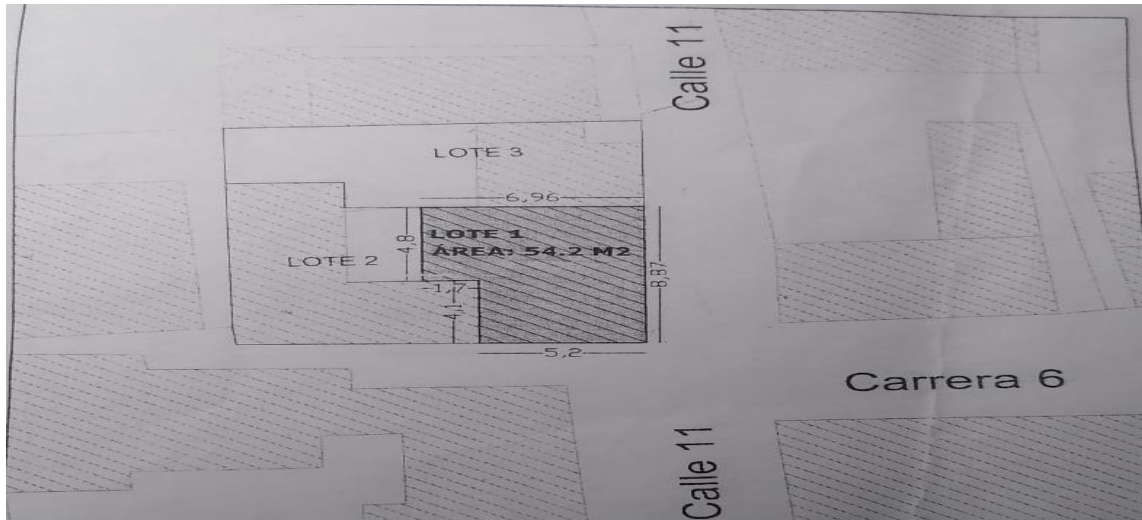 Calle 11
LOTE 3
6,96
LOTE 1
ÁREA: 54.2 M2
4,8
LOTE 2
8,87
1,7
4,1
5,2
Carrera 6
Calle 11